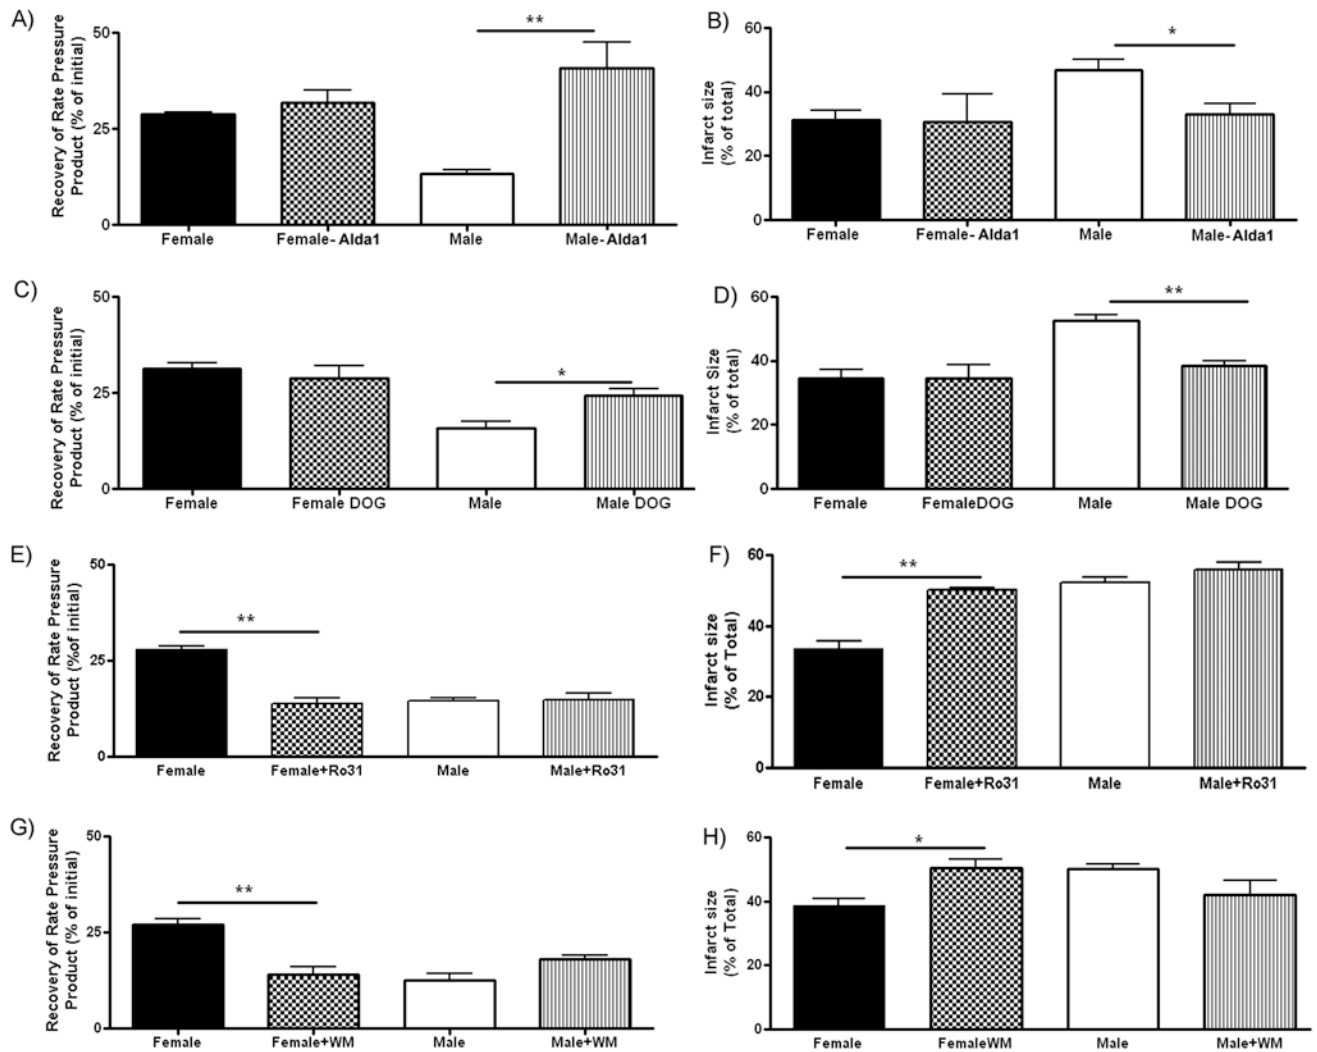 A)
Recovery of Rate Pressure
Product (% of initial)
50
25
0
**
Female
Female-Alda1
Male
Male-Alda1
B)
Infarct size
(% of total)
60
40
20
0
*
Female
Female-Alda1
Male
Male-Alda1
C)
Recovery of Rate Pressure
Product (% of initial)
50
25
0
*
Female
Female DOG
Male
Male DOG
D)
Infarct Size
(% of total)
60
40
20
0
**
Female
FemaleDOG
Male
Male DOG
E)
Recovery of Rate Pressure
Product (%of initial)
50
25
0
**
Female
Female+Ro31
Male
Male+Ro31
F)
Infarct size
(% of Total)
60
40
20
0
**
Female
Female+Ro31
Male
Male+Ro31
G)
Recovery of Rate Pressure
Product (% of initial)
50
25
0
**
Female
Female+WM
Male
Male+WM
H)
Infarct size
(% of Total)
60
40
20
0
*
Female
FemaleWM
Male
Male+WM